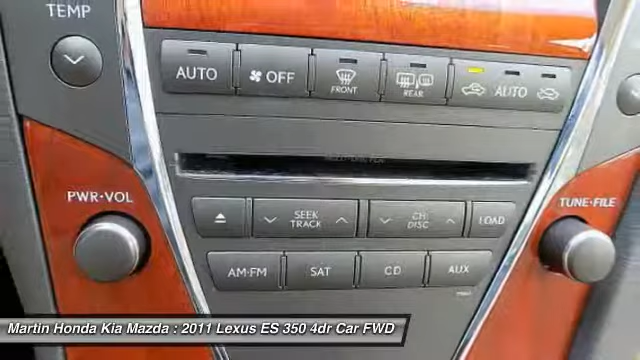 TEMP
AUTO OFF FRONT REAR AUTO
PWR·VOL
TUNE·FILE
SEEK TRACK
CH DISC
LOAD
AM·FM SAT CD AUX
Martin Honda Kia Mazda : 2011 Lexus ES 350 4dr Car FWD